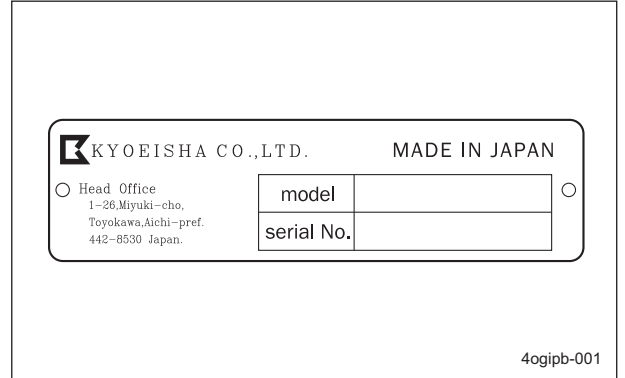 KYOEISHA CO.,LTD. MADE IN JAPAN
Head Office
1-26,Miyuki-cho,
Toyokawa,Aichi-pref.
442-8530 Japan.
model
serial No.
4ogipb-001